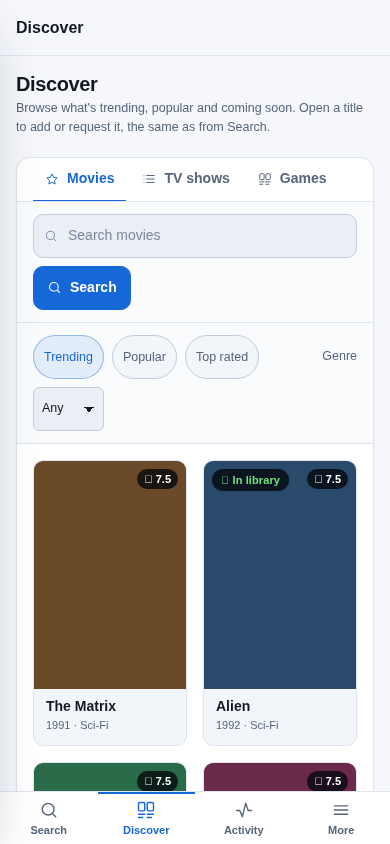 Discover
Discover
Browse what's trending, popular and coming soon. Open a title
to add or request it, the same as from Search.
Movies TV shows Games
Search movies
Search
Trending Popular Top rated Genre
Any
7.5
In library 7.5
The Matrix
1991 · Sci-Fi
Alien
1992 · Sci-Fi
7.5
7.5
Search Discover Activity More